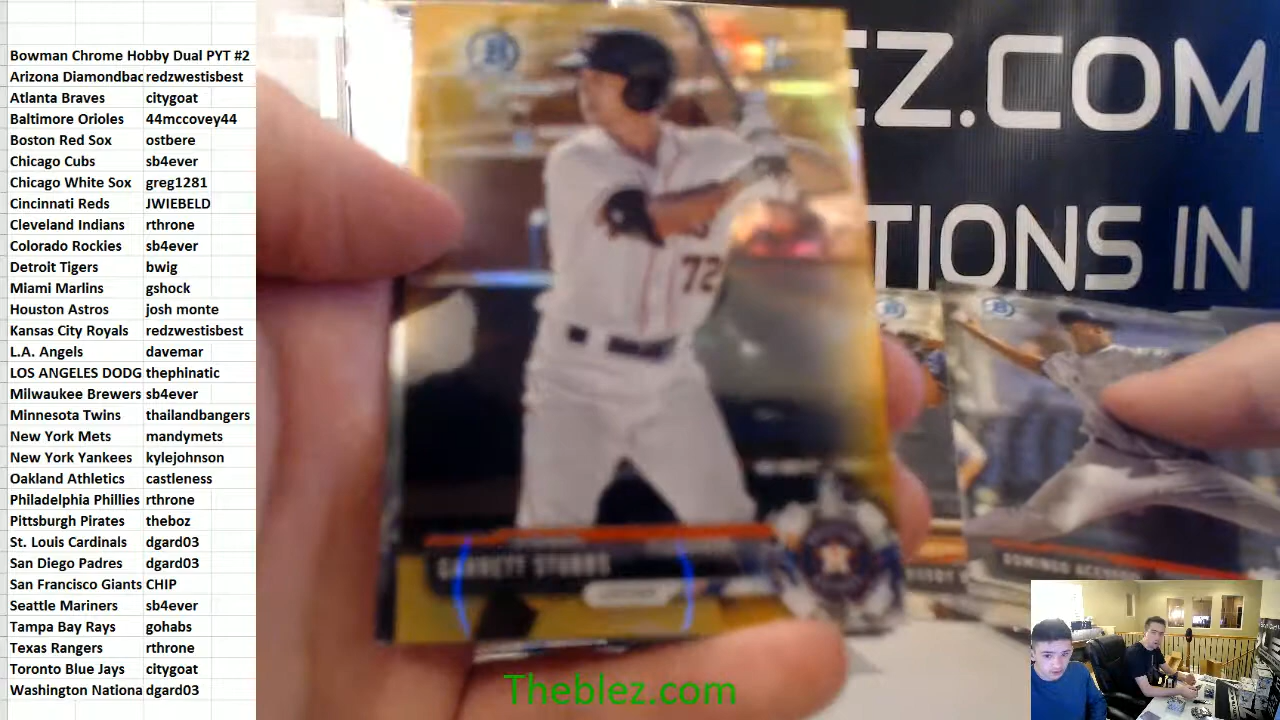 Bowman Chrome Hobby Dual PYT #2
Arizona Diamondbac redzwestisbest
Atlanta Braves citygoat
Baltimore Orioles 44mccovey44
Boston Red Sox ostbere
Chicago Cubs sb4ever
Chicago White Sox greg1281
Cincinnati Reds JWIEBELD
Cleveland Indians rthrone
Colorado Rockies sb4ever
Detroit Tigers bwig
Miami Marlins gshock
Houston Astros josh monte
Kansas City Royals redzwestisbest
L.A. Angels davemar
LOS ANGELES DODG thephinatic
Milwaukee Brewers sb4ever
Minnesota Twins thailandbangers
New York Mets mandymets
New York Yankees kylejohnson
Oakland Athletics castleness
Philadelphia Phillies rthrone
Pittsburgh Pirates theboz
St. Louis Cardinals dgard03
San Diego Padres dgard03
San Francisco Giants CHIP
Seattle Mariners sb4ever
Tampa Bay Rays gohabs
Texas Rangers rthrone
Toronto Blue Jays citygoat
Washington Nationa dgard03
EZ.COM
TIONS IN
B
72
GARRETT STUBBS
B
DOMINGO
Theblez.com